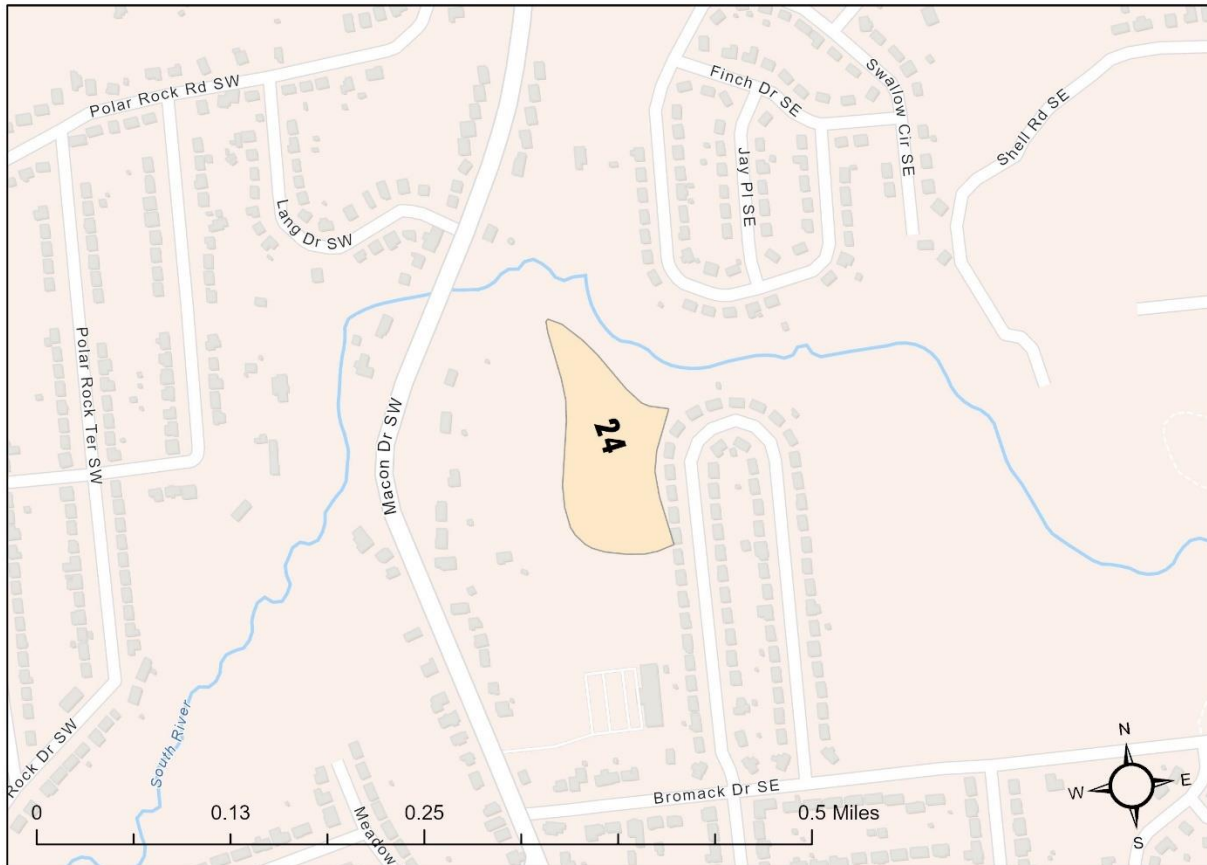 Finch Dr SE
Swallow Cir SE
Polar Rock Rd SW
Shell Rd SE
Jay Pl SE
Lang Dr SW
Polar Rock Ter SW
Macon Dr SW
24
South River
Rock Dr SW
Bromack Dr SE
Meadow
N
W
E
S
0 0.13 0.25 0.5 Miles